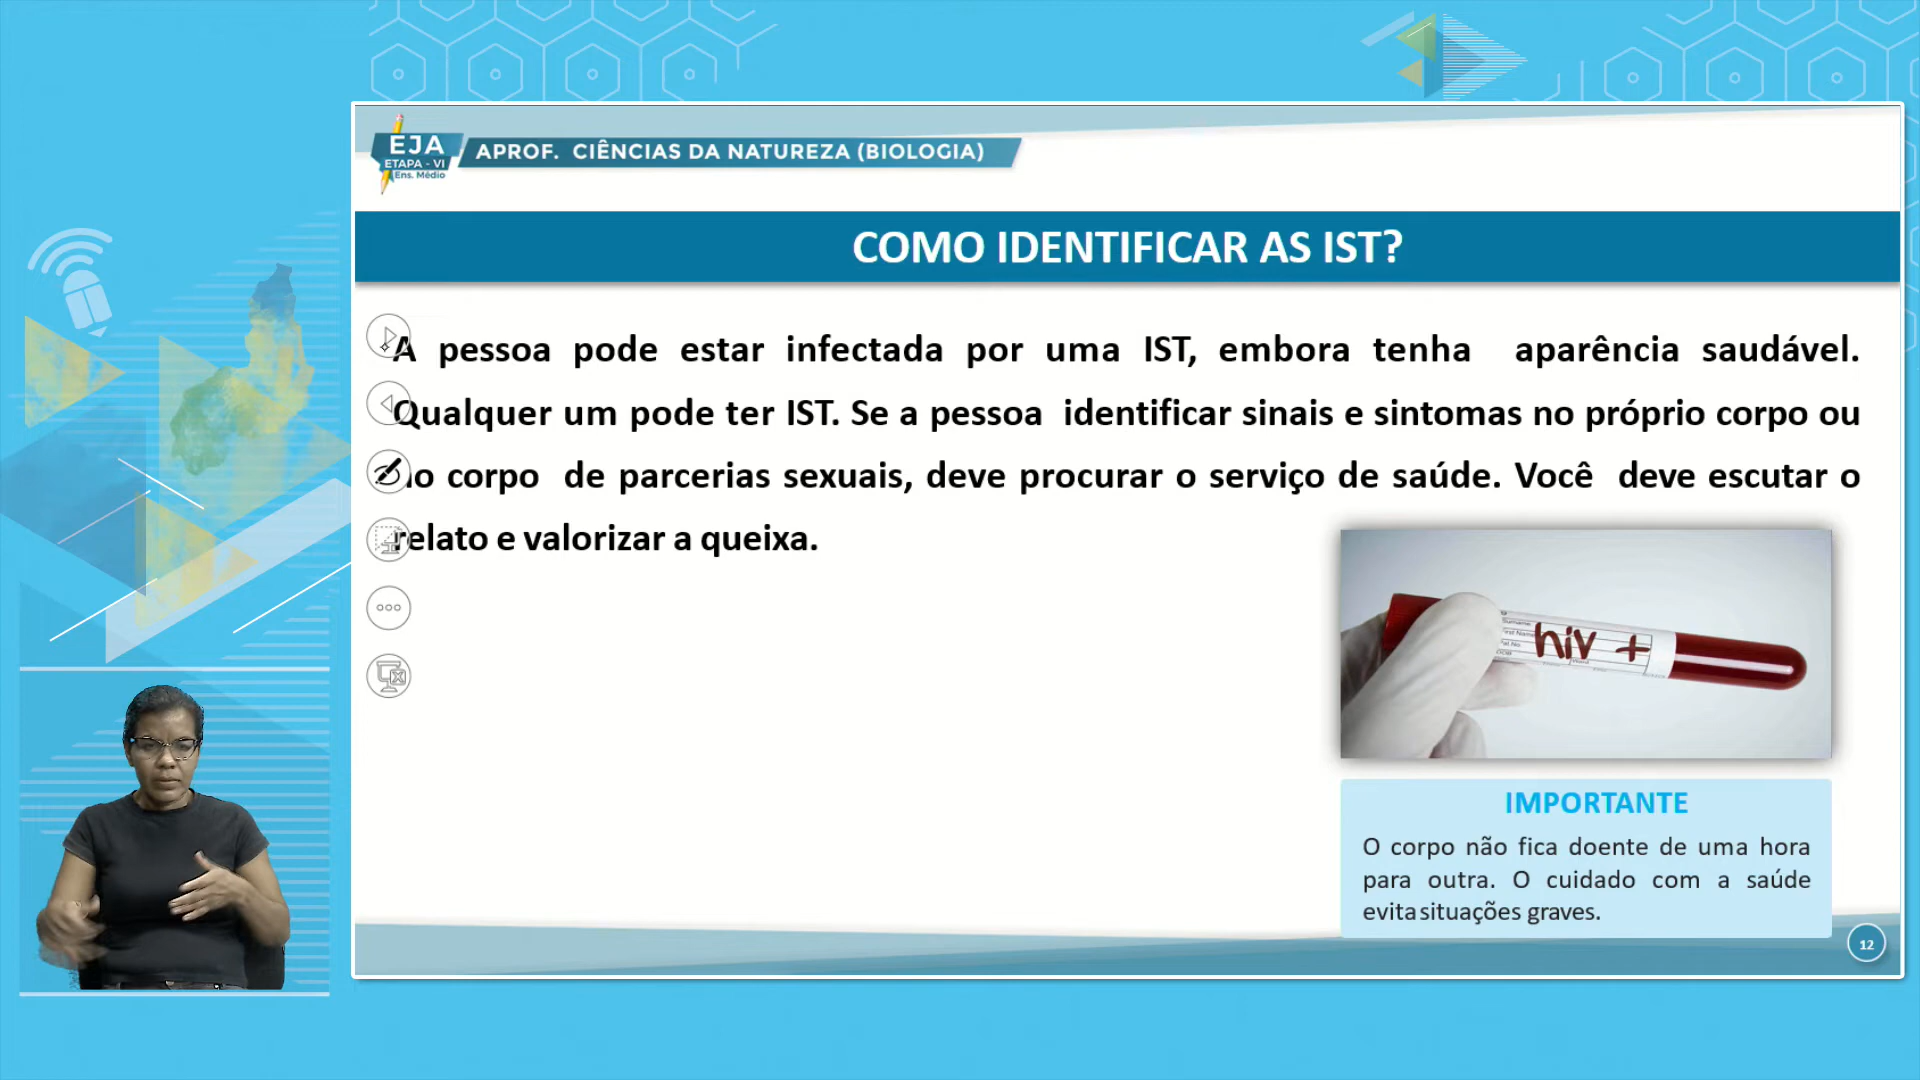 EJA
ETAPA - VI
Ens. Médio
APROF. CIÊNCIAS DA NATUREZA (BIOLOGIA)
COMO IDENTIFICAR AS IST?
A pessoa pode estar infectada por uma IST, embora tenha aparência saudável.
Qualquer um pode ter IST. Se a pessoa identificar sinais e sintomas no próprio corpo ou
no corpo de parcerias sexuais, deve procurar o serviço de saúde. Você deve escutar o
relato e valorizar a queixa.
Surname
First Name
hiv +
IMPORTANTE
O corpo não fica doente de uma hora
para outra. O cuidado com a saúde
evita situações graves.
12